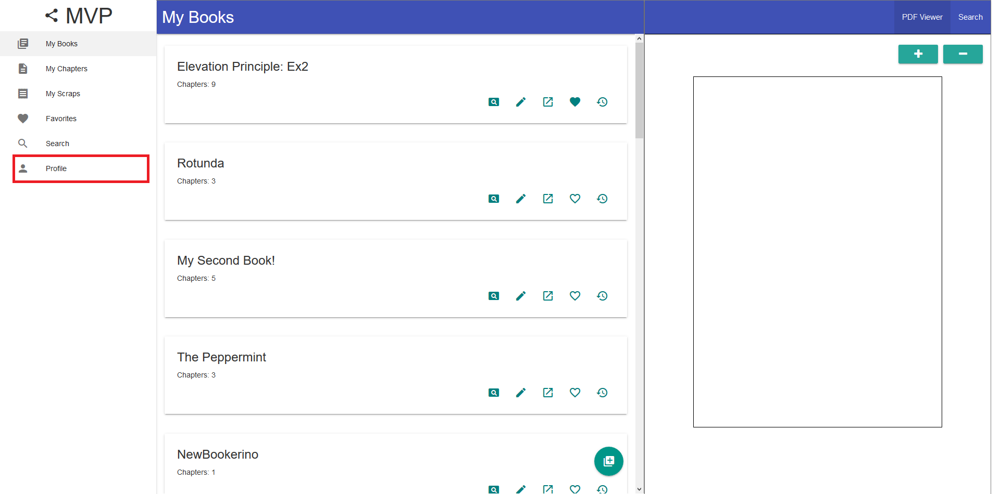 MVP
My Books
My Chapters
My Scraps
Favorites
Search
Profile
My Books
Elevation Principle: Ex2
Chapters: 9
Rotunda
Chapters: 3
My Second Book!
Chapters: 5
The Peppermint
Chapters: 3
NewBookerino
Chapters: 1
PDF Viewer
Search